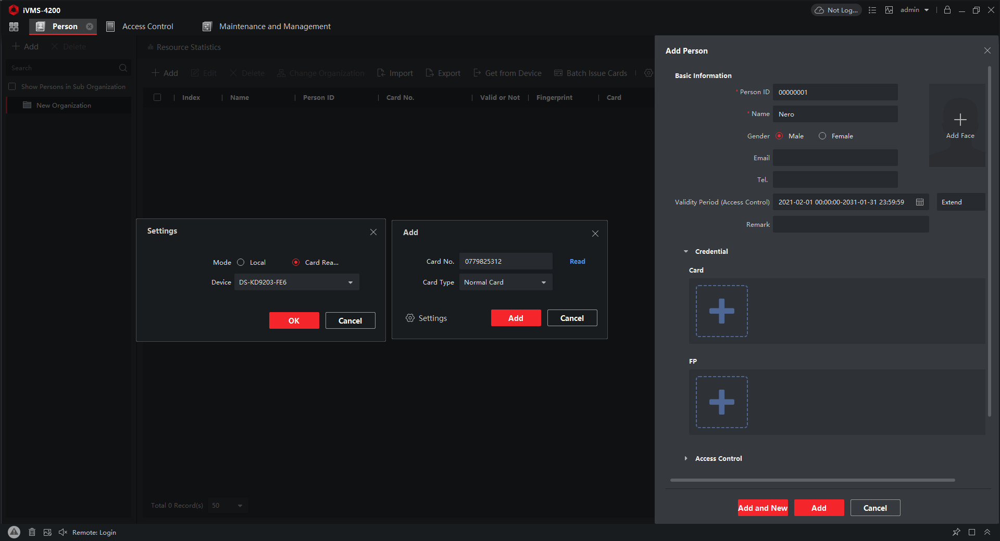 iVMS-4200
Not Log...
admin
Person
Access Control
Maintenance and Management
Add
Delete
Search
Show Persons in Sub Organization
New Organization
Resource Statistics
Add
Edit
Delete
Change Organization
Import
Export
Get from Device
Batch Issue Cards
Index
Name
Person ID
Card No.
Valid or Not
Fingerprint
Card
Total 0 Record(s)
50
Settings
Mode
Local
Card Rea...
Device
DS-KD9203-FE6
OK
Cancel
Add
Card No.
0779825312
Read
Card Type
Normal Card
Settings
Add
Cancel
Add Person
Basic Information
* Person ID
00000001
* Name
Nero
Gender
Male
Female
Add Face
Email
Tel.
Validity Period (Access Control)
2021-02-01 00:00:00-2031-01-31 23:59:59
Extend
Remark
Credential
Card
FP
Access Control
Add and New
Add
Cancel
Remote: Login